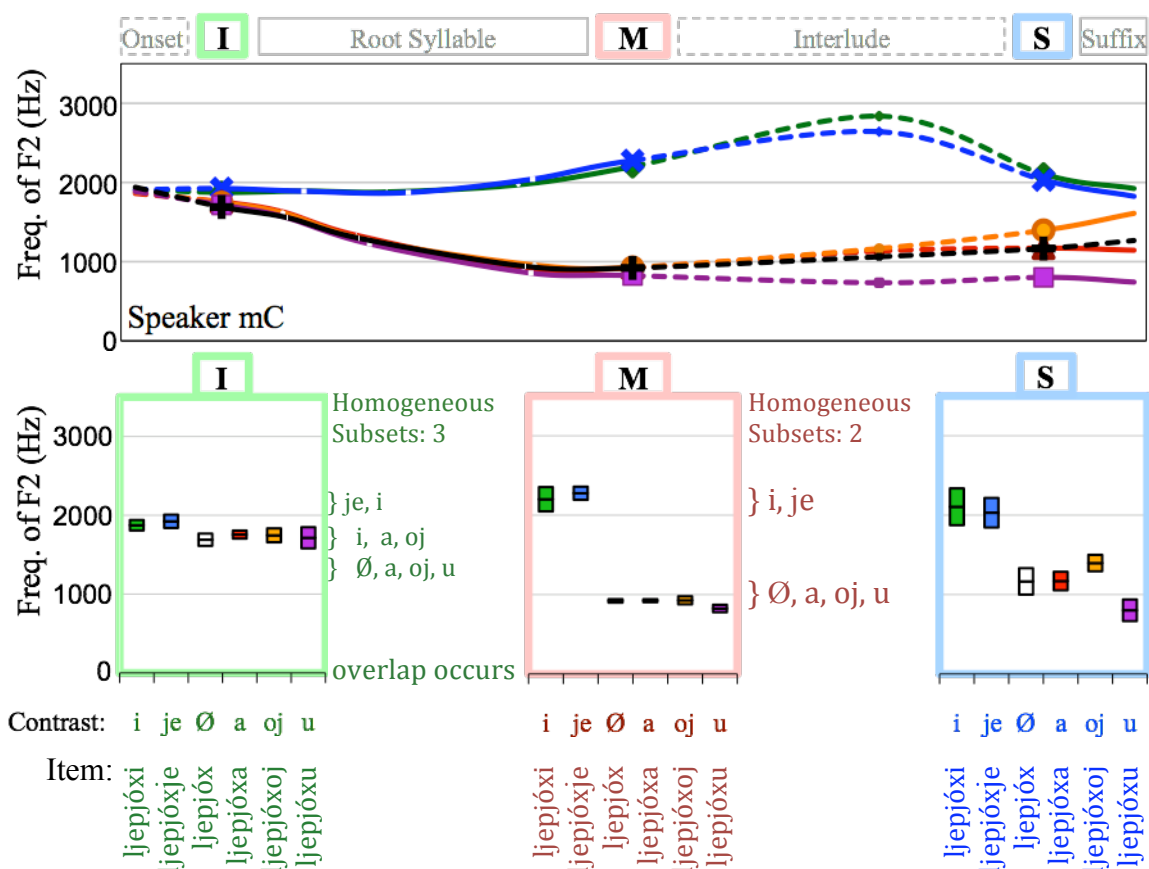 Onset I Root Syllable M Interlude S Suffix
Freq. of F2 (Hz)
3000
2000
1000
0
Speaker mC
I M S
Freq. of F2 (Hz)
3000
2000
1000
0
Homogeneous
Subsets: 3
} je, i
} i, a, oj
} Ø, a, oj, u
overlap occurs
Homogeneous
Subsets: 2
} i, je
} Ø, a, oj, u
Contrast: i je Ø a oj u i je Ø a oj u i je Ø a oj u
Item:
ljepjóxi
ljepjóxje
ljepjóx
ljepjóxa
ljepjóxoj
ljepjóxu
ljepjóxi
ljepjóxje
ljepjóx
ljepjóxa
ljepjóxoj
ljepjóxu
ljepjóxi
ljepjóxje
ljepjóx
ljepjóxa
ljepjóxoj
ljepjóxu